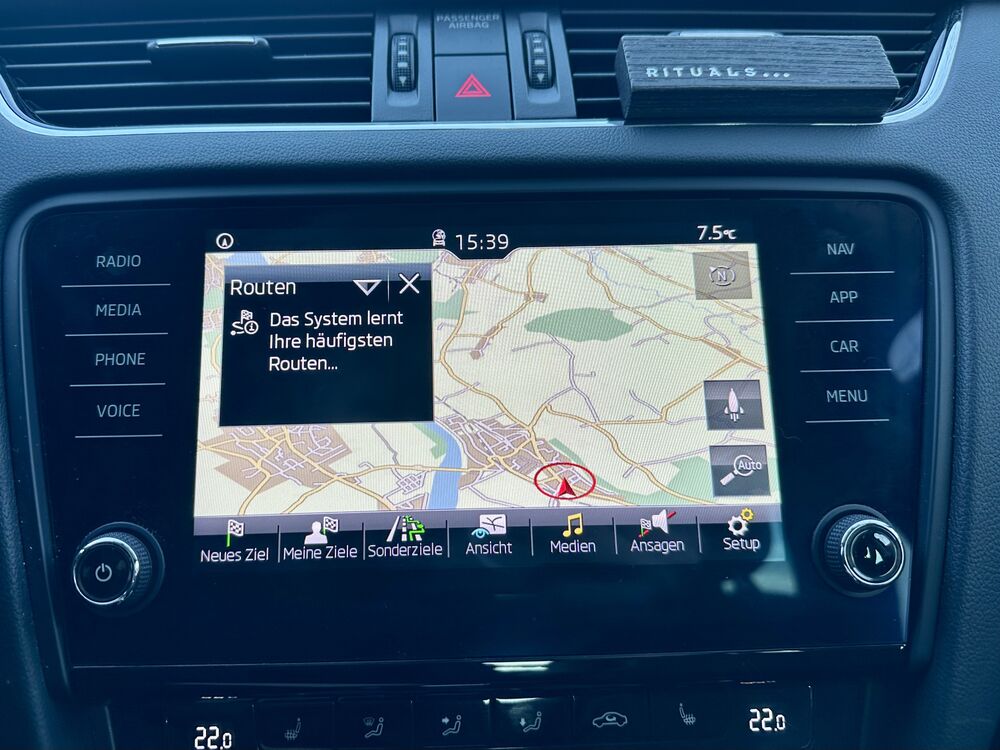 PASSENGER
AIRBAG
RITUALS...
15:39
7.5°C
RADIO
MEDIA
PHONE
VOICE
Routen
Das System lernt
Ihre häufigsten
Routen...
N
Auto
NAV
APP
CAR
MENU
Neues Ziel
Meine Ziele
Sonderziele
Ansicht
Medien
Ansagen
Setup
22.0
22.0